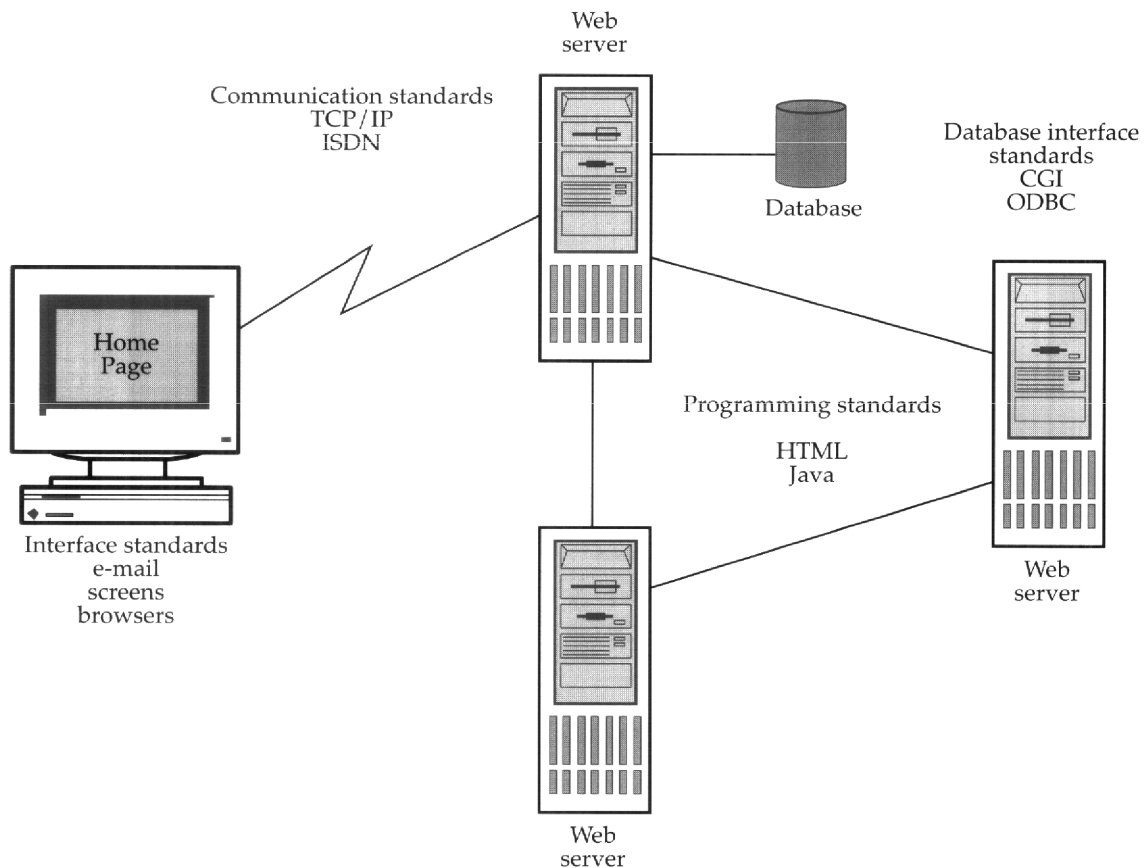 Web
server
Communication standards
TCP/IP
ISDN
Database interface
standards
CGI
ODBC
Database
Home
Page
Programming standards
HTML
Java
Interface standards
e-mail
screens
browsers
Web
server
Web
server